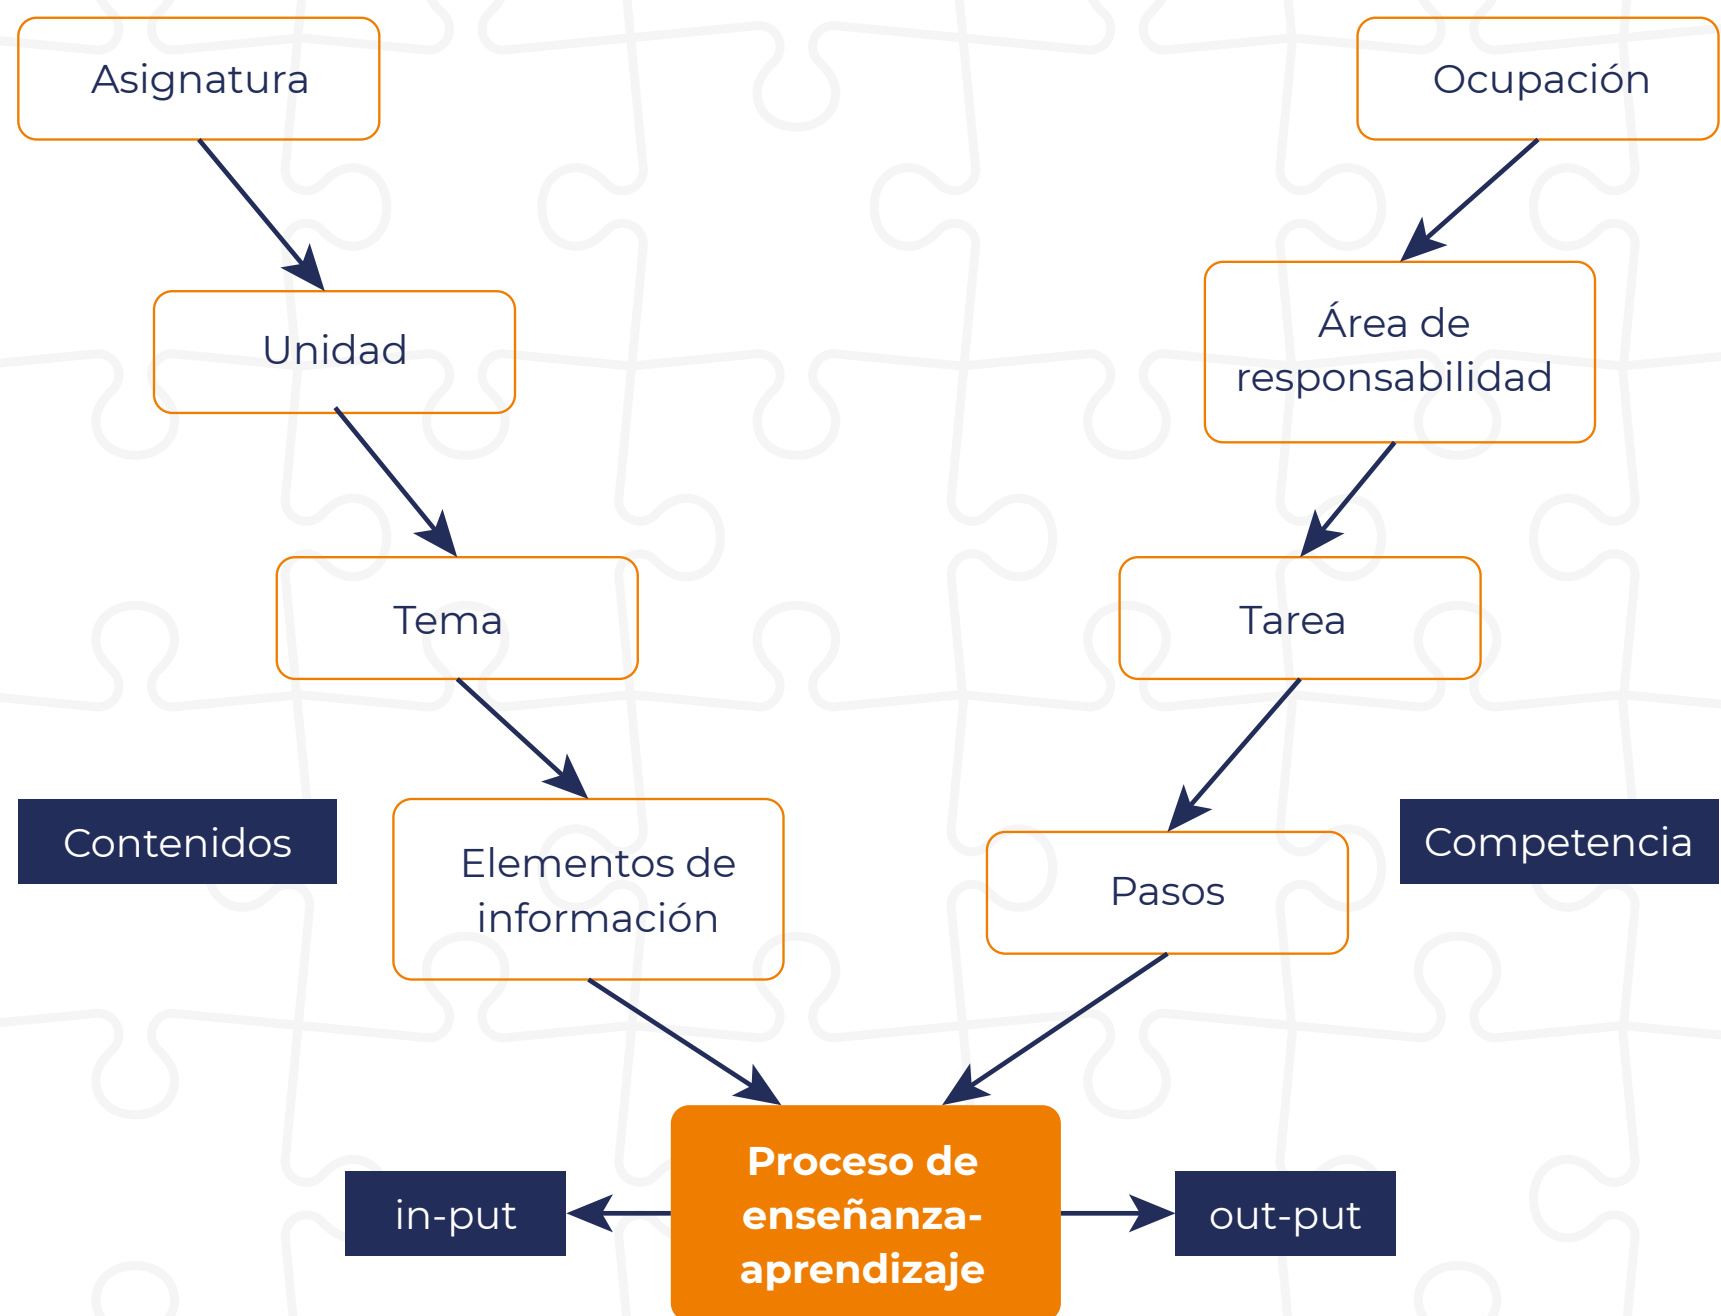 Asignatura
Ocupación
Unidad
Área de
responsabilidad
Tema
Tarea
Contenidos
Elementos de
información
Pasos
Competencia
Proceso de
enseñanza-
aprendizaje
in-put
out-put